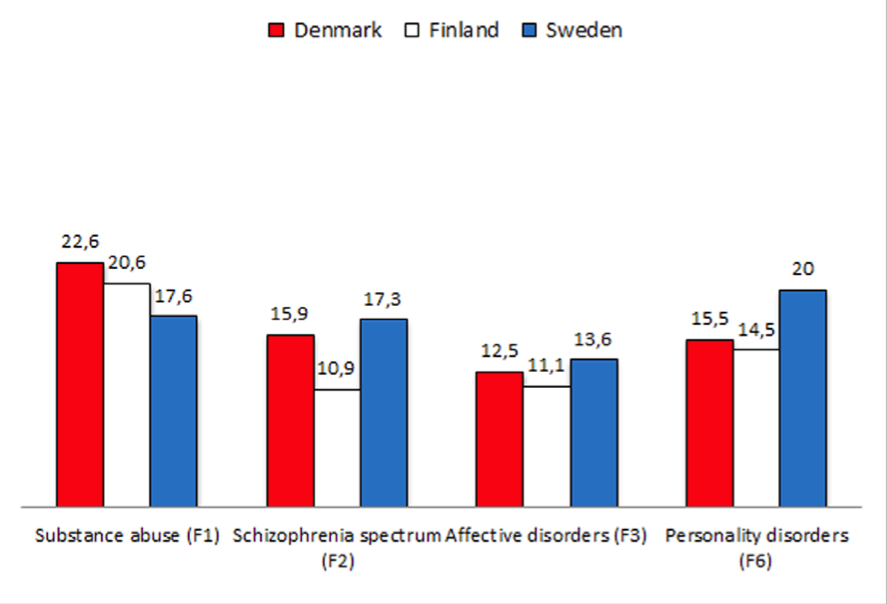 Denmark Finland Sweden
22,6
20,6
17,6
15,9
10,9
17,3
12,5
11,1
13,6
15,5
14,5
20
Substance abuse (F1)
Schizophrenia spectrum
(F2)
Affective disorders (F3)
Personality disorders
(F6)